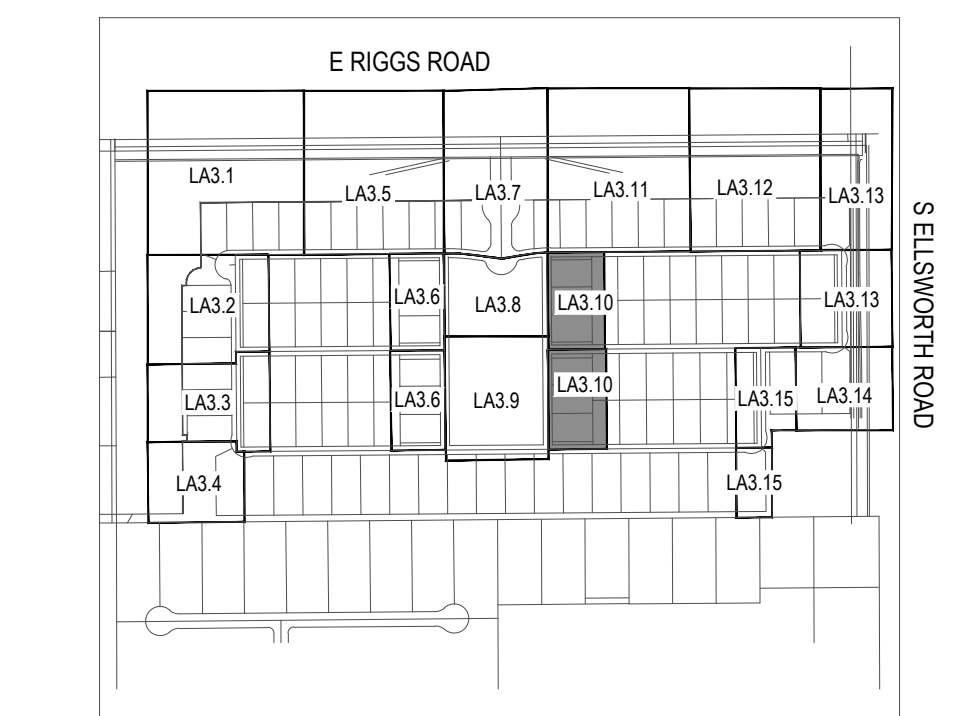 E RIGGS ROAD
LA3.1
LA3.5
LA3.7
LA3.11
LA3.12
LA3.13
S ELLSWORTH ROAD
LA3.2
LA3.6
LA3.8
LA3.10
LA3.13
LA3.3
LA3.6
LA3.9
LA3.10
LA3.15
LA3.14
LA3.4
LA3.15